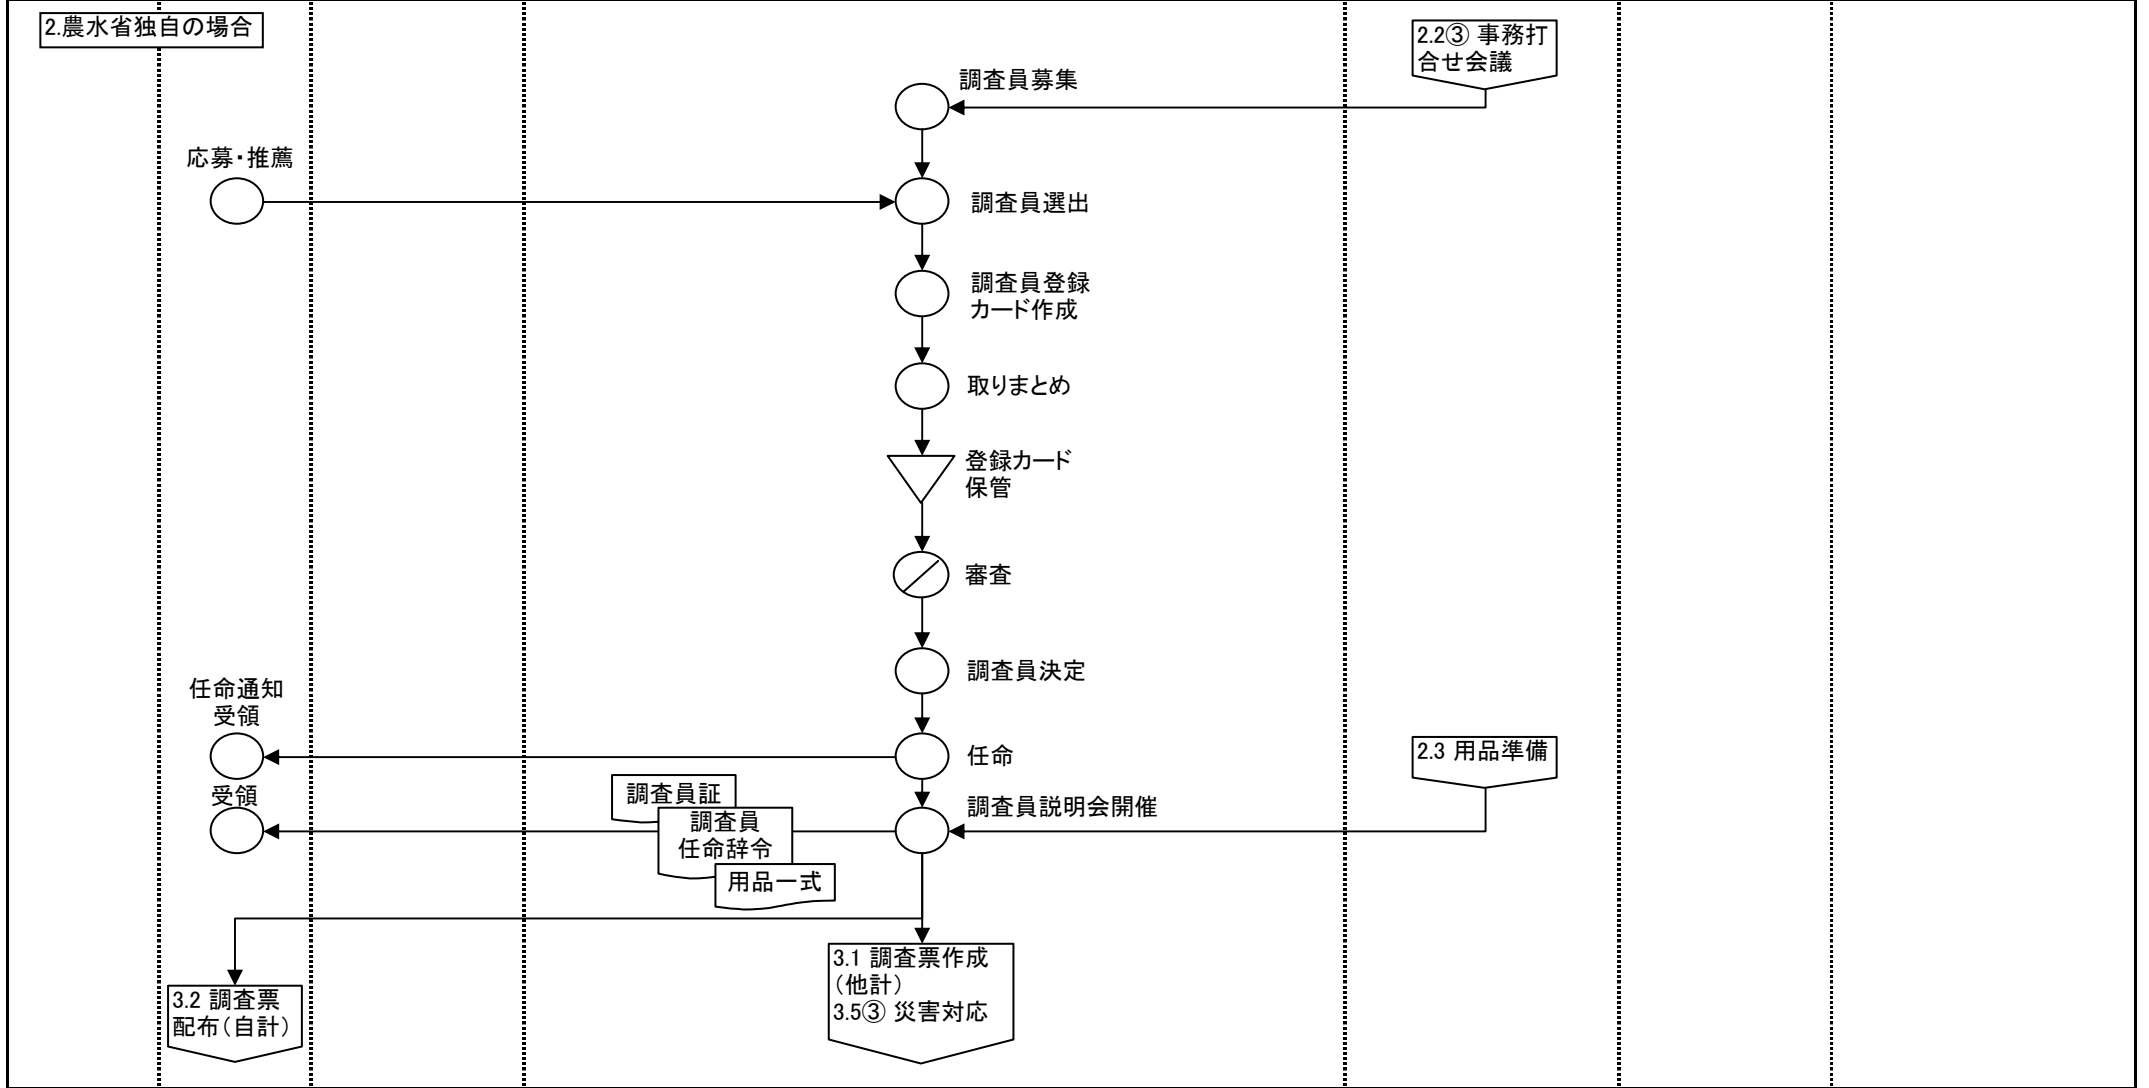 2.農水省独自の場合
2.2③ 事務打
合せ会議
調査員募集
応募・推薦
調査員選出
調査員登録
カード作成
取りまとめ
登録カード
保管
審査
調査員決定
任命通知
受領
任命
2.3 用品準備
受領
調査員証
調査員説明会開催
調査員
任命辞令
用品一式
3.1 調査票作成
（他計）
3.5③ 災害対応
3.2 調査票
配布（自計）